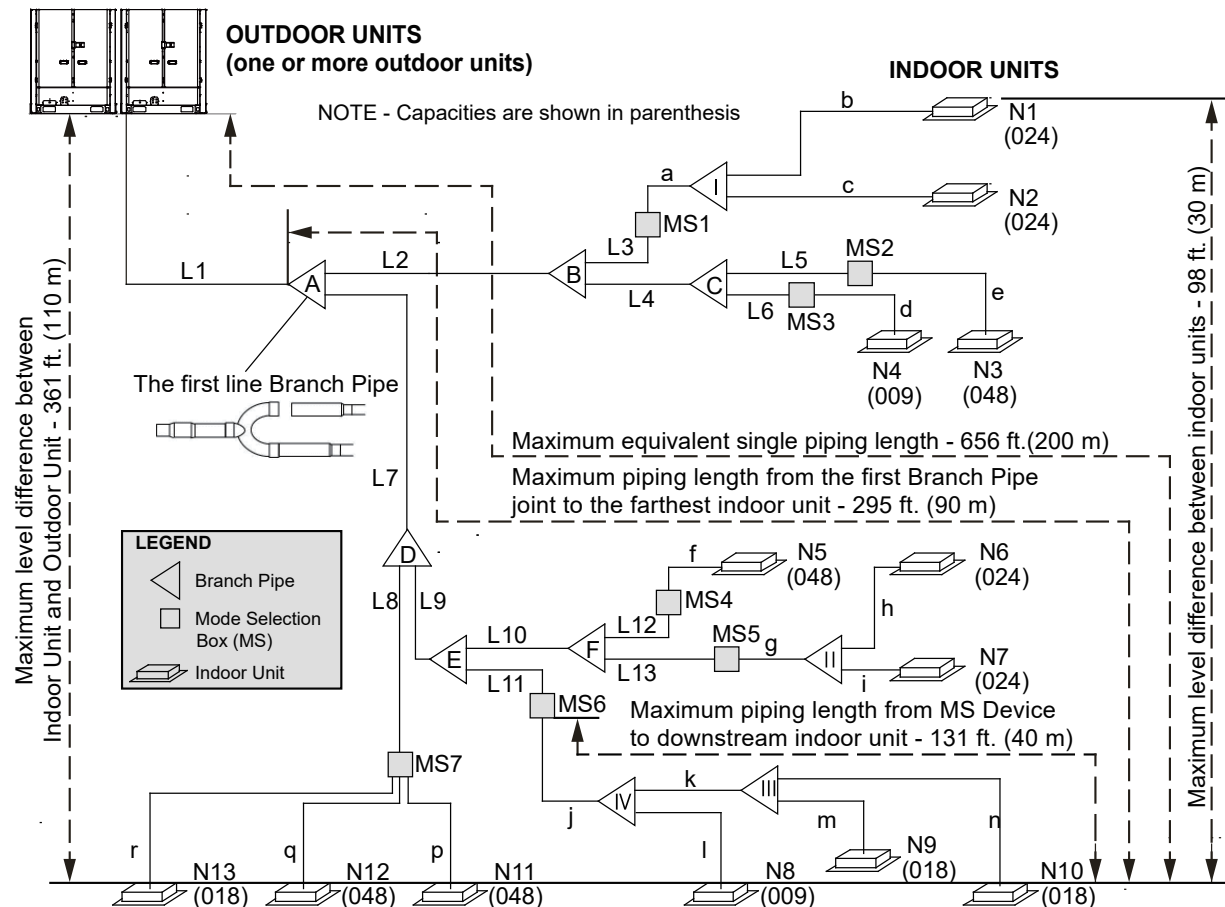 OUTDOOR UNITS
(one or more outdoor units)
INDOOR UNITS
NOTE - Capacities are shown in parenthesis
b
N1
(024)
a
I
c
N2
(024)
MS1
L3
MS2
L1
L2
B
L5
A
L4
C
L6
MS3
d
e
N4
(009)
N3
(048)
The first line Branch Pipe
Maximum level difference between
Indoor Unit and Outdoor Unit - 361 ft. (110 m)
Maximum level difference between indoor units - 98 ft. (30 m)
Maximum equivalent single piping length - 656 ft.(200 m)
Maximum piping length from the first Branch Pipe
joint to the farthest indoor unit - 295 ft. (90 m)
L7
LEGEND
Branch Pipe
Mode Selection
Box (MS)
Indoor Unit
D
L8
L9
f
N5
(048)
N6
(024)
MS4
h
L10
L12
MS5
E
F
g
II
L13
N7
(024)
L11
i
MS6
Maximum piping length from MS Device
to downstream indoor unit - 131 ft. (40 m)
MS7
k
III
j
IV
m
n
r
q
p
l
N9
(018)
N13
(018)
N12
(048)
N11
(048)
N8
(009)
N10
(018)